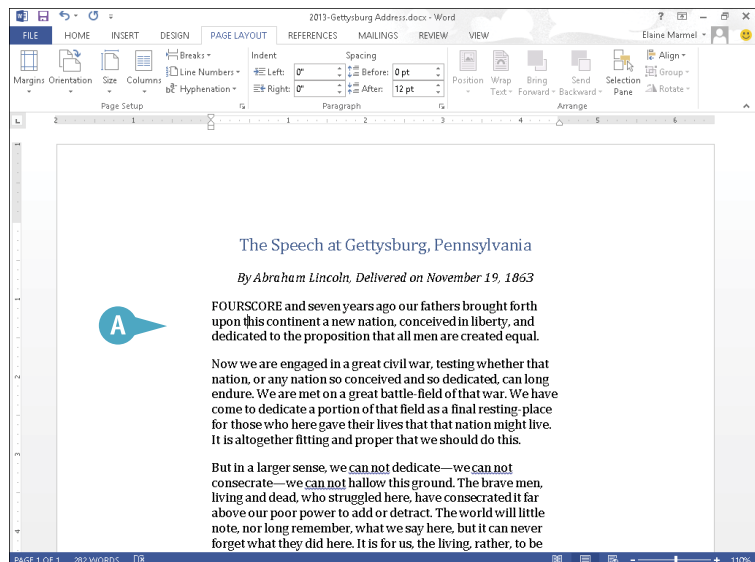 2013-Gettysburg Address.docx - Word
FILE HOME INSERT DESIGN PAGE LAYOUT REFERENCES MAILINGS REVIEW VIEW Elaine Marmel
Breaks Indent Spacing Align
Line Numbers Left: 0" Before: 0 pt Group
Margins Orientation Size Columns Hyphenation Right: 0" After: 12 pt Position Wrap Text Bring Forward Send Backward Selection Pane Rotate
Page Setup Paragraph Arrange
L 2 1 1 2 3 4 5 6
The Speech at Gettysburg, Pennsylvania
By Abraham Lincoln, Delivered on November 19, 1863
A
FOURSCORE and seven years ago our fathers brought forth
upon this continent a new nation, conceived in liberty, and
dedicated to the proposition that all men are created equal.
Now we are engaged in a great civil war, testing whether that
nation, or any nation so conceived and so dedicated, can long
endure. We are met on a great battle-field of that war. We have
come to dedicate a portion of that field as a final resting-place
for those who here gave their lives that that nation might live.
It is altogether fitting and proper that we should do this.
But in a larger sense, we can not dedicate—we can not
consecrate—we can not hallow this ground. The brave men,
living and dead, who struggled here, have consecrated it far
above our poor power to add or detract. The world will little
note, nor long remember, what we say here, but it can never
forget what they did here. It is for us, the living, rather, to be
PAGE 1 OF 1 282 WORDS 110%